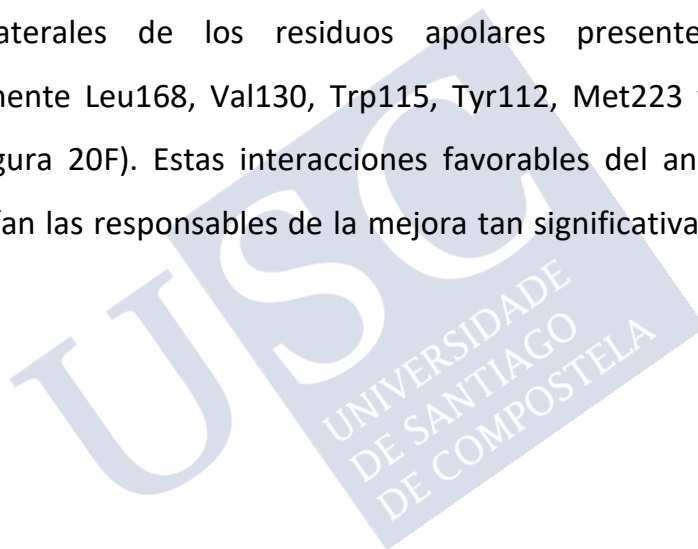 aterales de los residuos apolares presente
nente Leu168, Val130, Trp115, Tyr112, Met223
gura 20F). Estas interacciones favorables del an
ían las responsables de la mejora tan significativa
USC
UNIVERSIDADE
DE SANTIAGO
DE COMPOSTELA